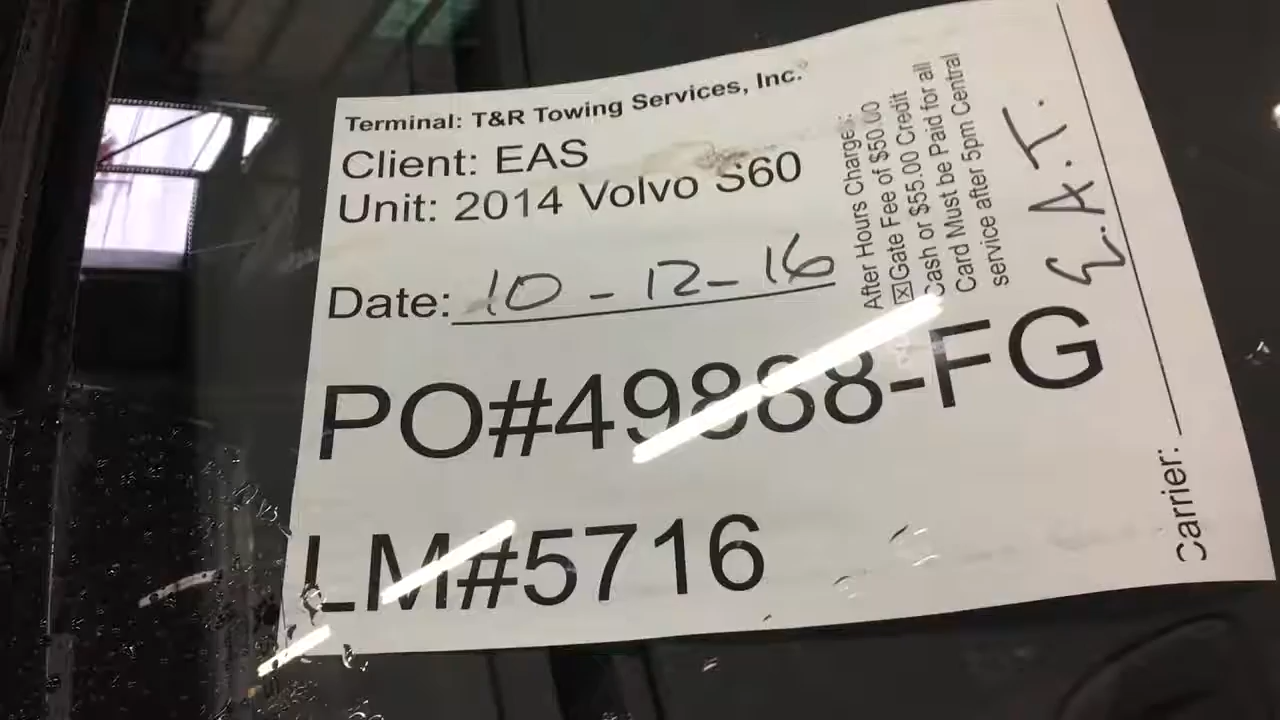 Terminal: T&R Towing Services, Inc.
Client: EAS
Unit: 2014 Volvo S60
Date: 10-12-16
PO#49888-FG
LM#5716
After Hours Charges:
☒Gate Fee of $50.00
Cash or $55.00 Credit
Card Must be Paid for all
service after 5pm Central
Carrier: E.A.T.